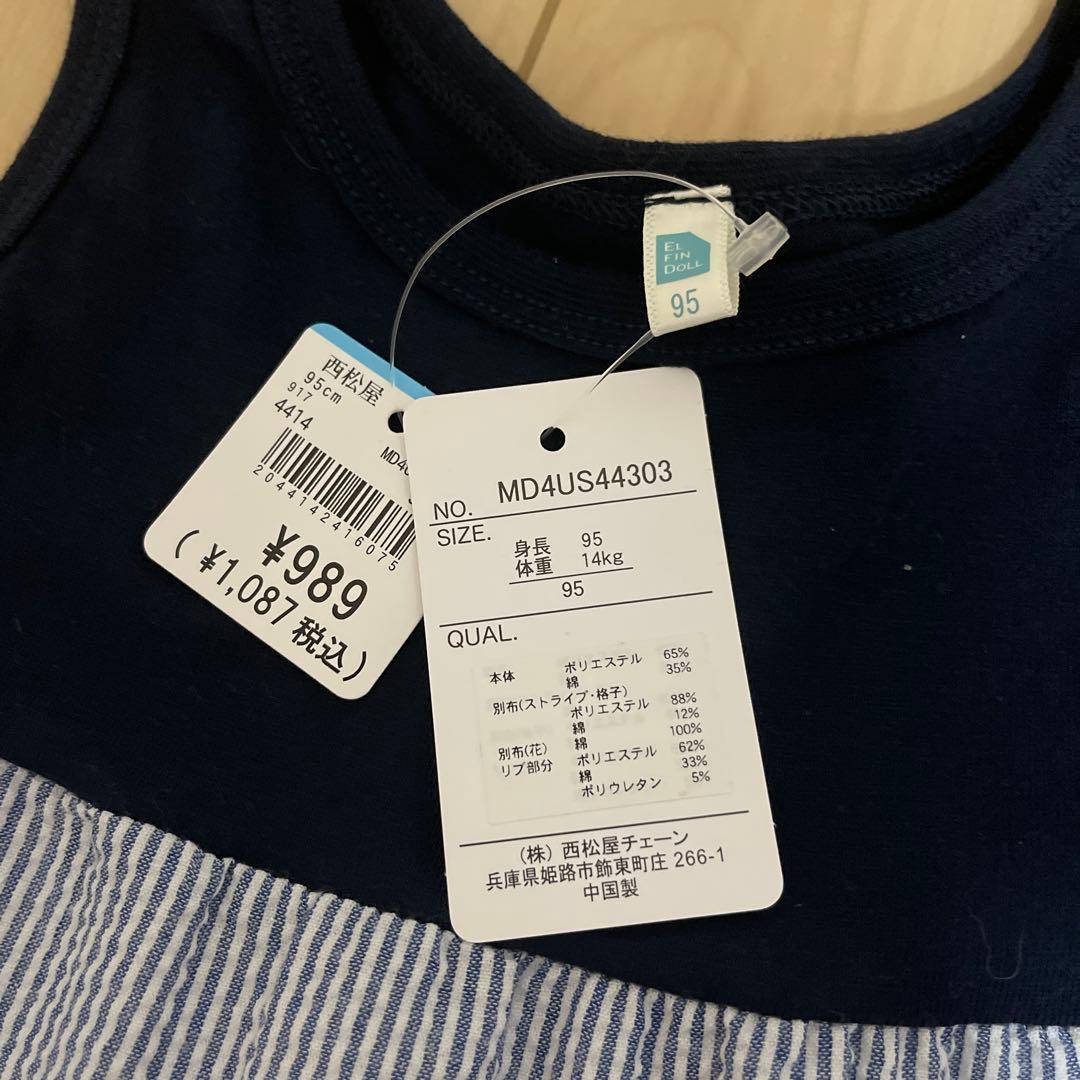 EL
FIN
DOLL
95
西松屋
95cm
917
4414
2044142416075
¥989
(¥1,087税込)
NO. MD4US44303
SIZE.
身長 95
体重 14kg
95
QUAL.
本体 ポリエステル 65%
綿 35%
別布(ストライプ・格子)
ポリエステル 88%
綿 12%
別布(花) 綿 100%
リブ部分 ポリエステル 62%
綿 33%
ポリウレタン 5%
(株) 西松屋チェーン
兵庫県姫路市飾東町庄 266-1
中国製